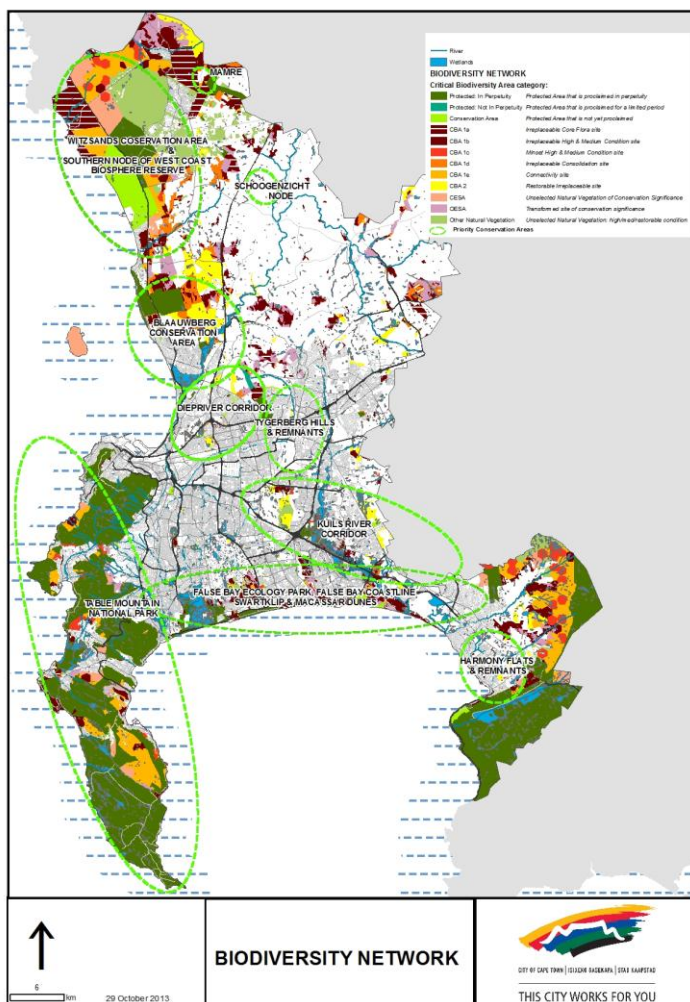 River
Wetlands
BIODIVERSITY NETWORK
Critical Biodiversity Area category:
Protected: In Perpetuity Protected Area that is proclaimed in perpetuity
Protected: Not In Perpetuity Protected Area that is proclaimed for a limited period
Conservation Area Protected Area that is not yet proclaimed
CBA 1a Irreplaceable Core Flora site
CBA 1b Irreplaceable High & Medium Condition site
CBA 1c Minset High & Medium Condition site
CBA 1d Irreplaceable Consolidation site
CBA 1e Connectivity site
CBA 2 Restorable Irreplaceable site
CESA Unselected Natural Vegetation of Conservation Significance
OESA Transformed site of conservation significance
Other Natural Vegetation Unselected Natural Vegetation: high/med/restorable condition
Priority Conservation Areas
MAMRE
WITZSANDS COSERVATION AREA
&
SOUTHERN NODE OF WEST COAST
BIOSPHERE RESERVE
SCHOOGENZICHT
NODE
BLAAUWBERG
CONSERVATION
AREA
DIEPRIVER CORRIDOR
TYGERBERG HILLS
& REMNANTS
KUILS RIVER
CORRIDOR
FALSE BAY ECOLOGY PARK, FALSE BAY COASTLINE
SWARTKLIP & MACASSAR DUNES
TABLE MOUNTAIN
NATIONAL PARK
HARMONY FLATS
& REMNANTS
km
29 October 2013
BIODIVERSITY NETWORK
CITY OF CAPE TOWN | ISIXEKO SASEKAPA | STAD KAAPSTAD
THIS CITY WORKS FOR YOU